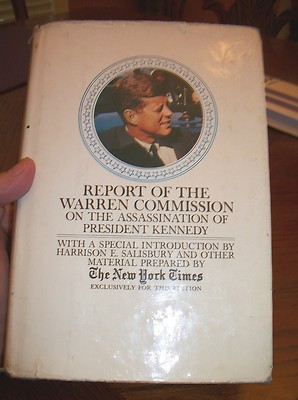 REPORT OF THE
WARREN COMMISSION
ON THE ASSASSINATION OF
PRESIDENT KENNEDY
WITH A SPECIAL INTRODUCTION BY
HARRISON E. SALISBURY AND OTHER
MATERIAL PREPARED BY
The New York Times
EXCLUSIVELY FOR THIS EDITION